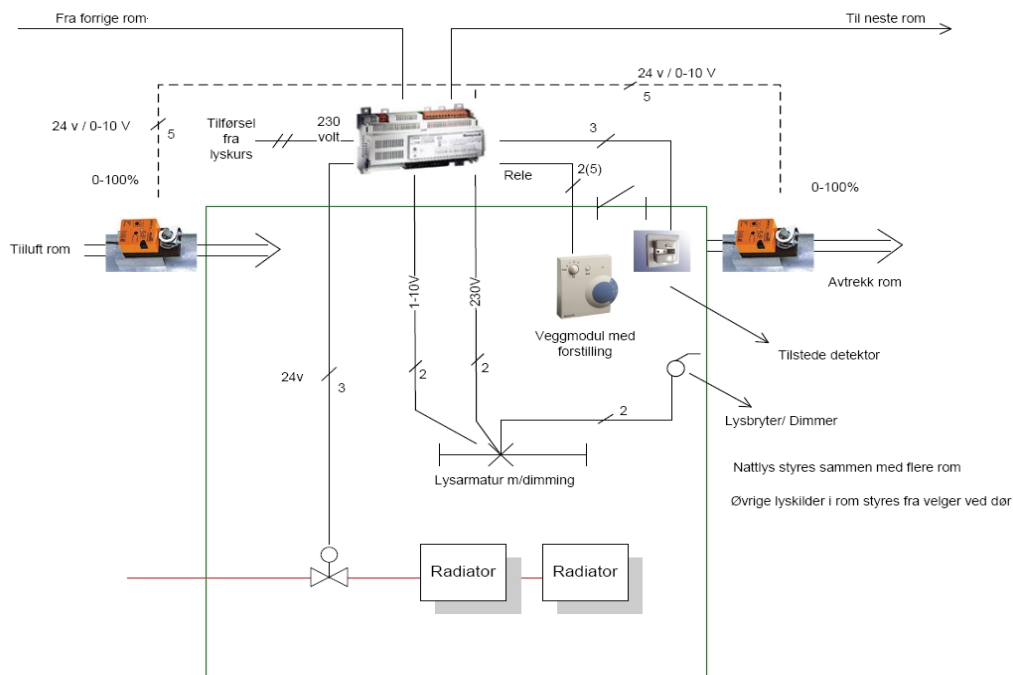 Fra forrige rom
Til neste rom
24 v / 0-10 V
5
24 v / 0-10 V
5
Tilførsel
fra
lyskurs
230
volt
3
Rele
2(5)
0-100%
0-100%
Tilluft rom
Avtrekk rom
1-10V
230V
Veggmodul med
forstilling
Tilstede detektor
24v
3
2
2
2
Lysbryter/ Dimmer
Lysarmatur m/dimming
Nattlys styres sammen med flere rom
Øvrige lyskilder i rom styres fra velger ved dør
Radiator
Radiator